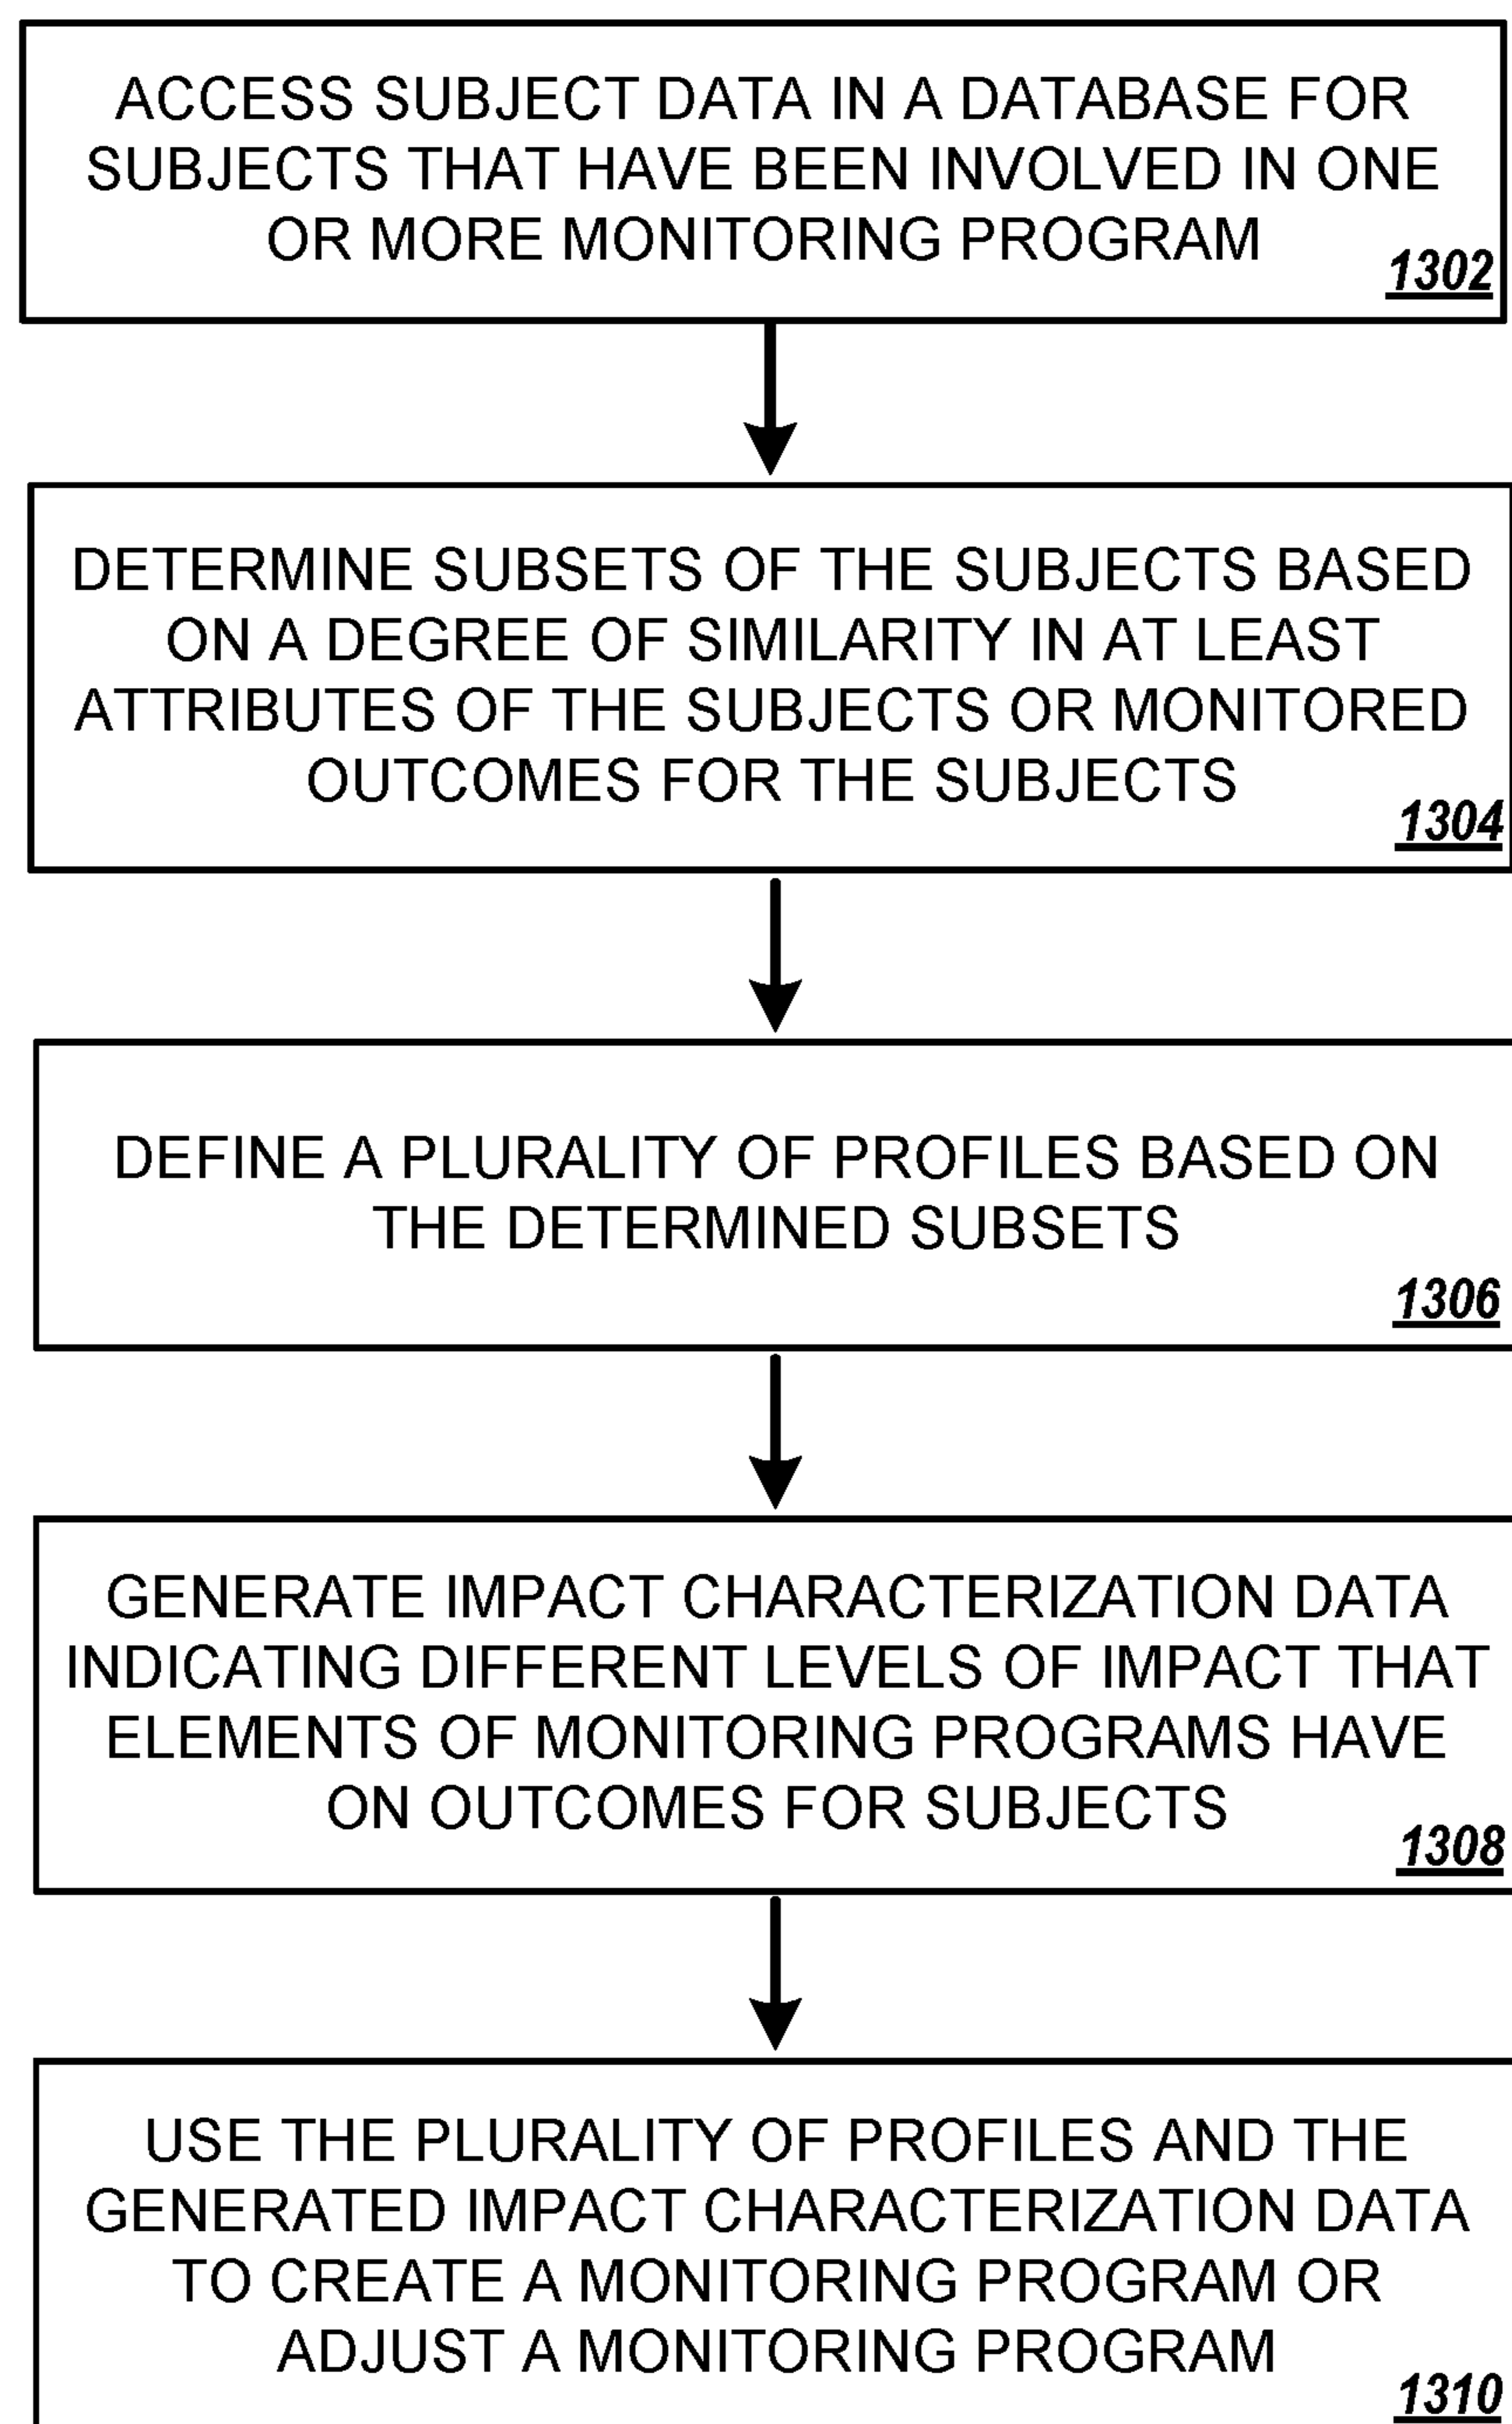 ACCESS SUBJECT DATA IN A DATABASE FOR
SUBJECTS THAT HAVE BEEN INVOLVED IN ONE
OR MORE MONITORING PROGRAM
1302
DETERMINE SUBSETS OF THE SUBJECTS BASED
ON A DEGREE OF SIMILARITY IN AT LEAST
ATTRIBUTES OF THE SUBJECTS OR MONITORED
OUTCOMES FOR THE SUBJECTS
1304
DEFINE A PLURALITY OF PROFILES BASED ON
THE DETERMINED SUBSETS
1306
GENERATE IMPACT CHARACTERIZATION DATA
INDICATING DIFFERENT LEVELS OF IMPACT THAT
ELEMENTS OF MONITORING PROGRAMS HAVE
ON OUTCOMES FOR SUBJECTS
1308
USE THE PLURALITY OF PROFILES AND THE
GENERATED IMPACT CHARACTERIZATION DATA
TO CREATE A MONITORING PROGRAM OR
ADJUST A MONITORING PROGRAM
1310